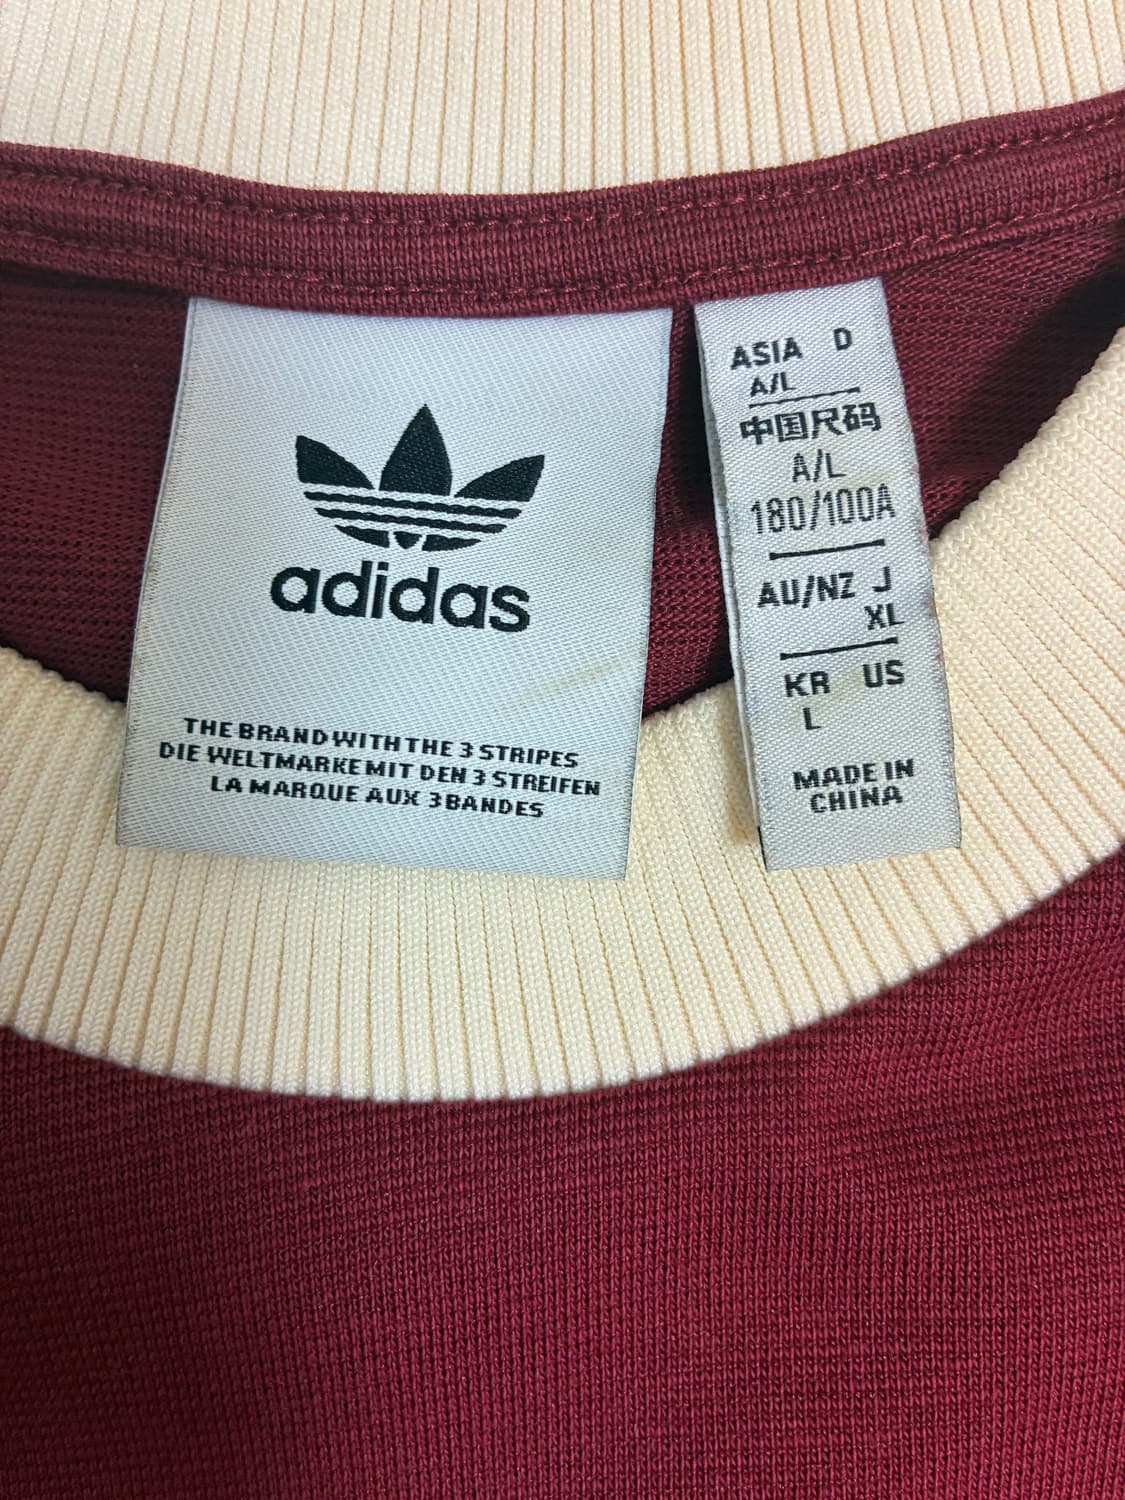 adidas
THE BRAND WITH THE 3 STRIPES
DIE WELTMARKE MIT DEN 3 STREIFEN
LA MARQUE AUX 3 BANDES
ASIA D
A/L
中国尺码
A/L
180/100A
AU/NZ J
XL
KR US
L
MADE IN
CHINA